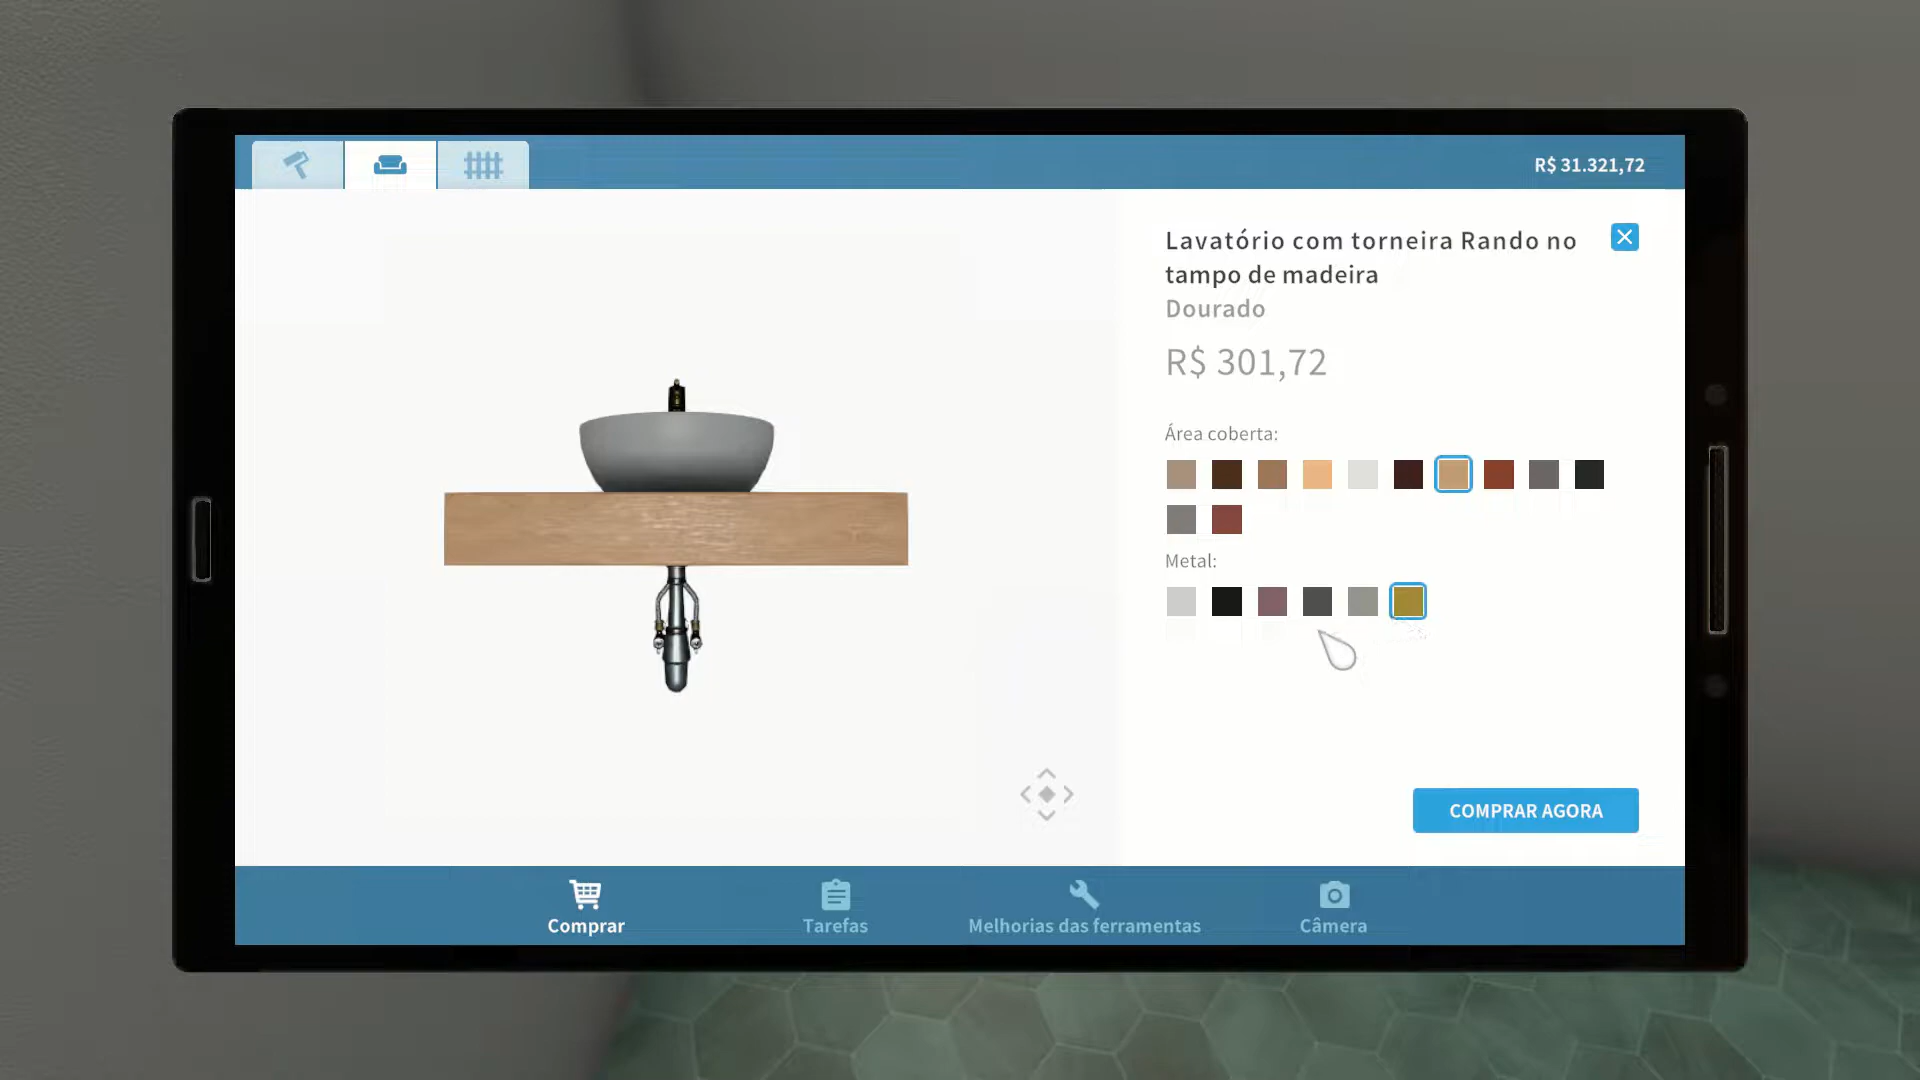 R$ 31.321,72
Lavatório com torneira Rando no
tampo de madeira
Dourado
R$ 301,72
Área coberta:
Metal:
COMPRAR AGORA
Comprar
Tarefas
Melhorias das ferramentas
Câmera